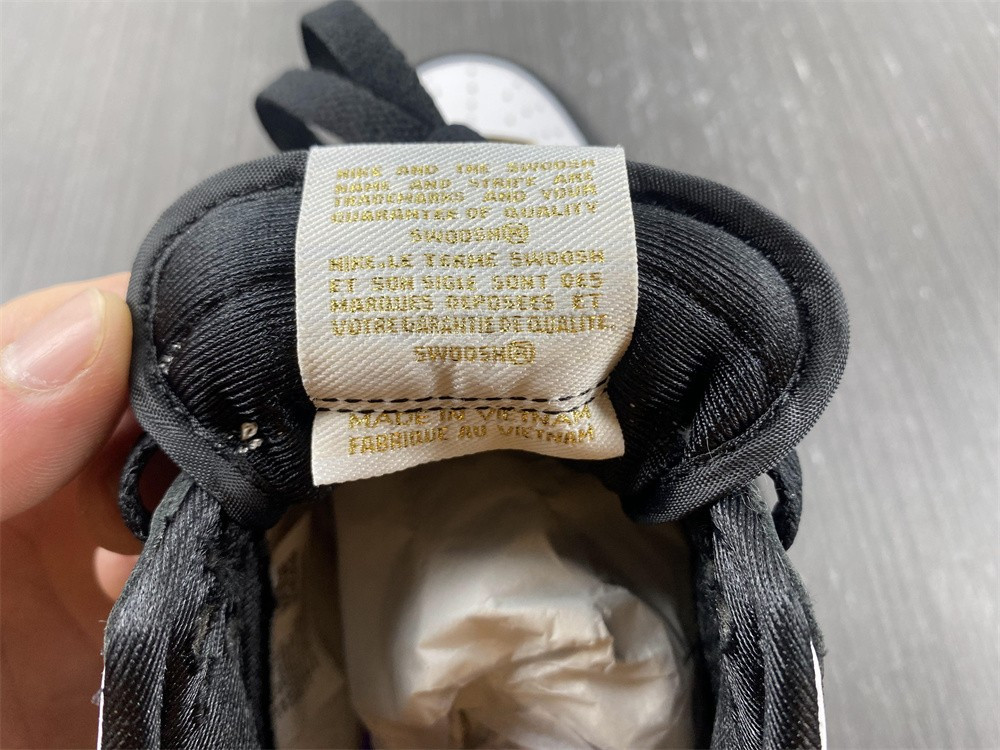 NIKE AND THE SWOOSH
NAME AND STRIPE ARE
TRADEMARKS AND YOUR
GUARANTEE OF QUALITY
SWOOSH®
NIKE,LE TERME SWOOSH
ET SON SIGLE SONT DES
MARQUES DEPOSEES ET
VOTRE GARANTIE DE QUALITE.
SWOOSH®
MADE IN VIETNAM
FABRIQUE AU VIETNAM